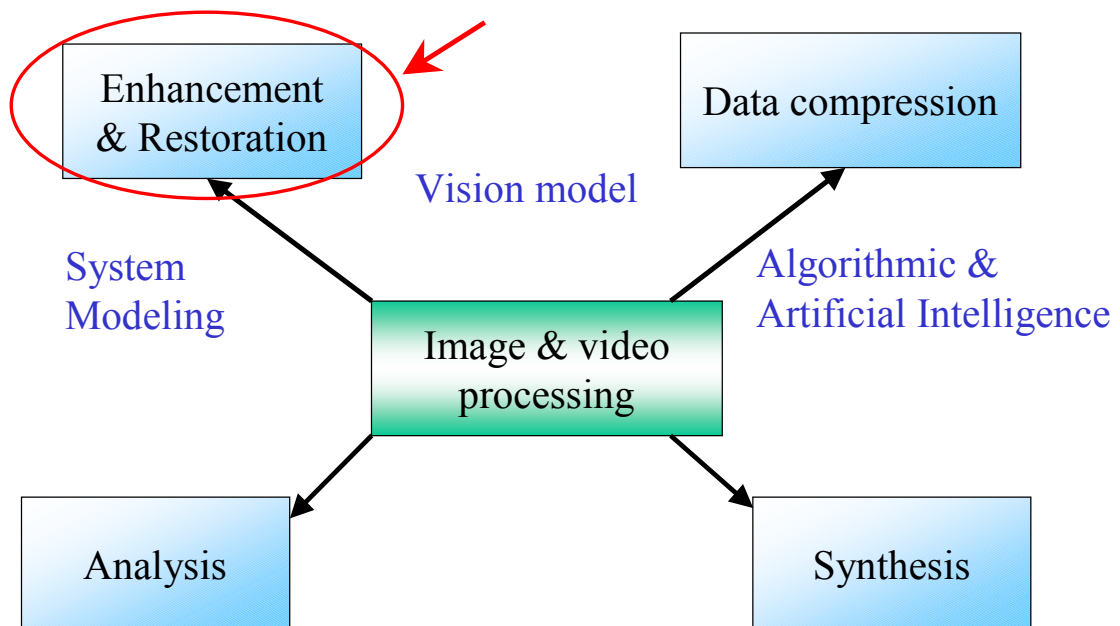 Enhancement
& Restoration
Data compression
Vision model
System
Modeling
Algorithmic &
Artificial Intelligence
Image & video
processing
Analysis
Synthesis